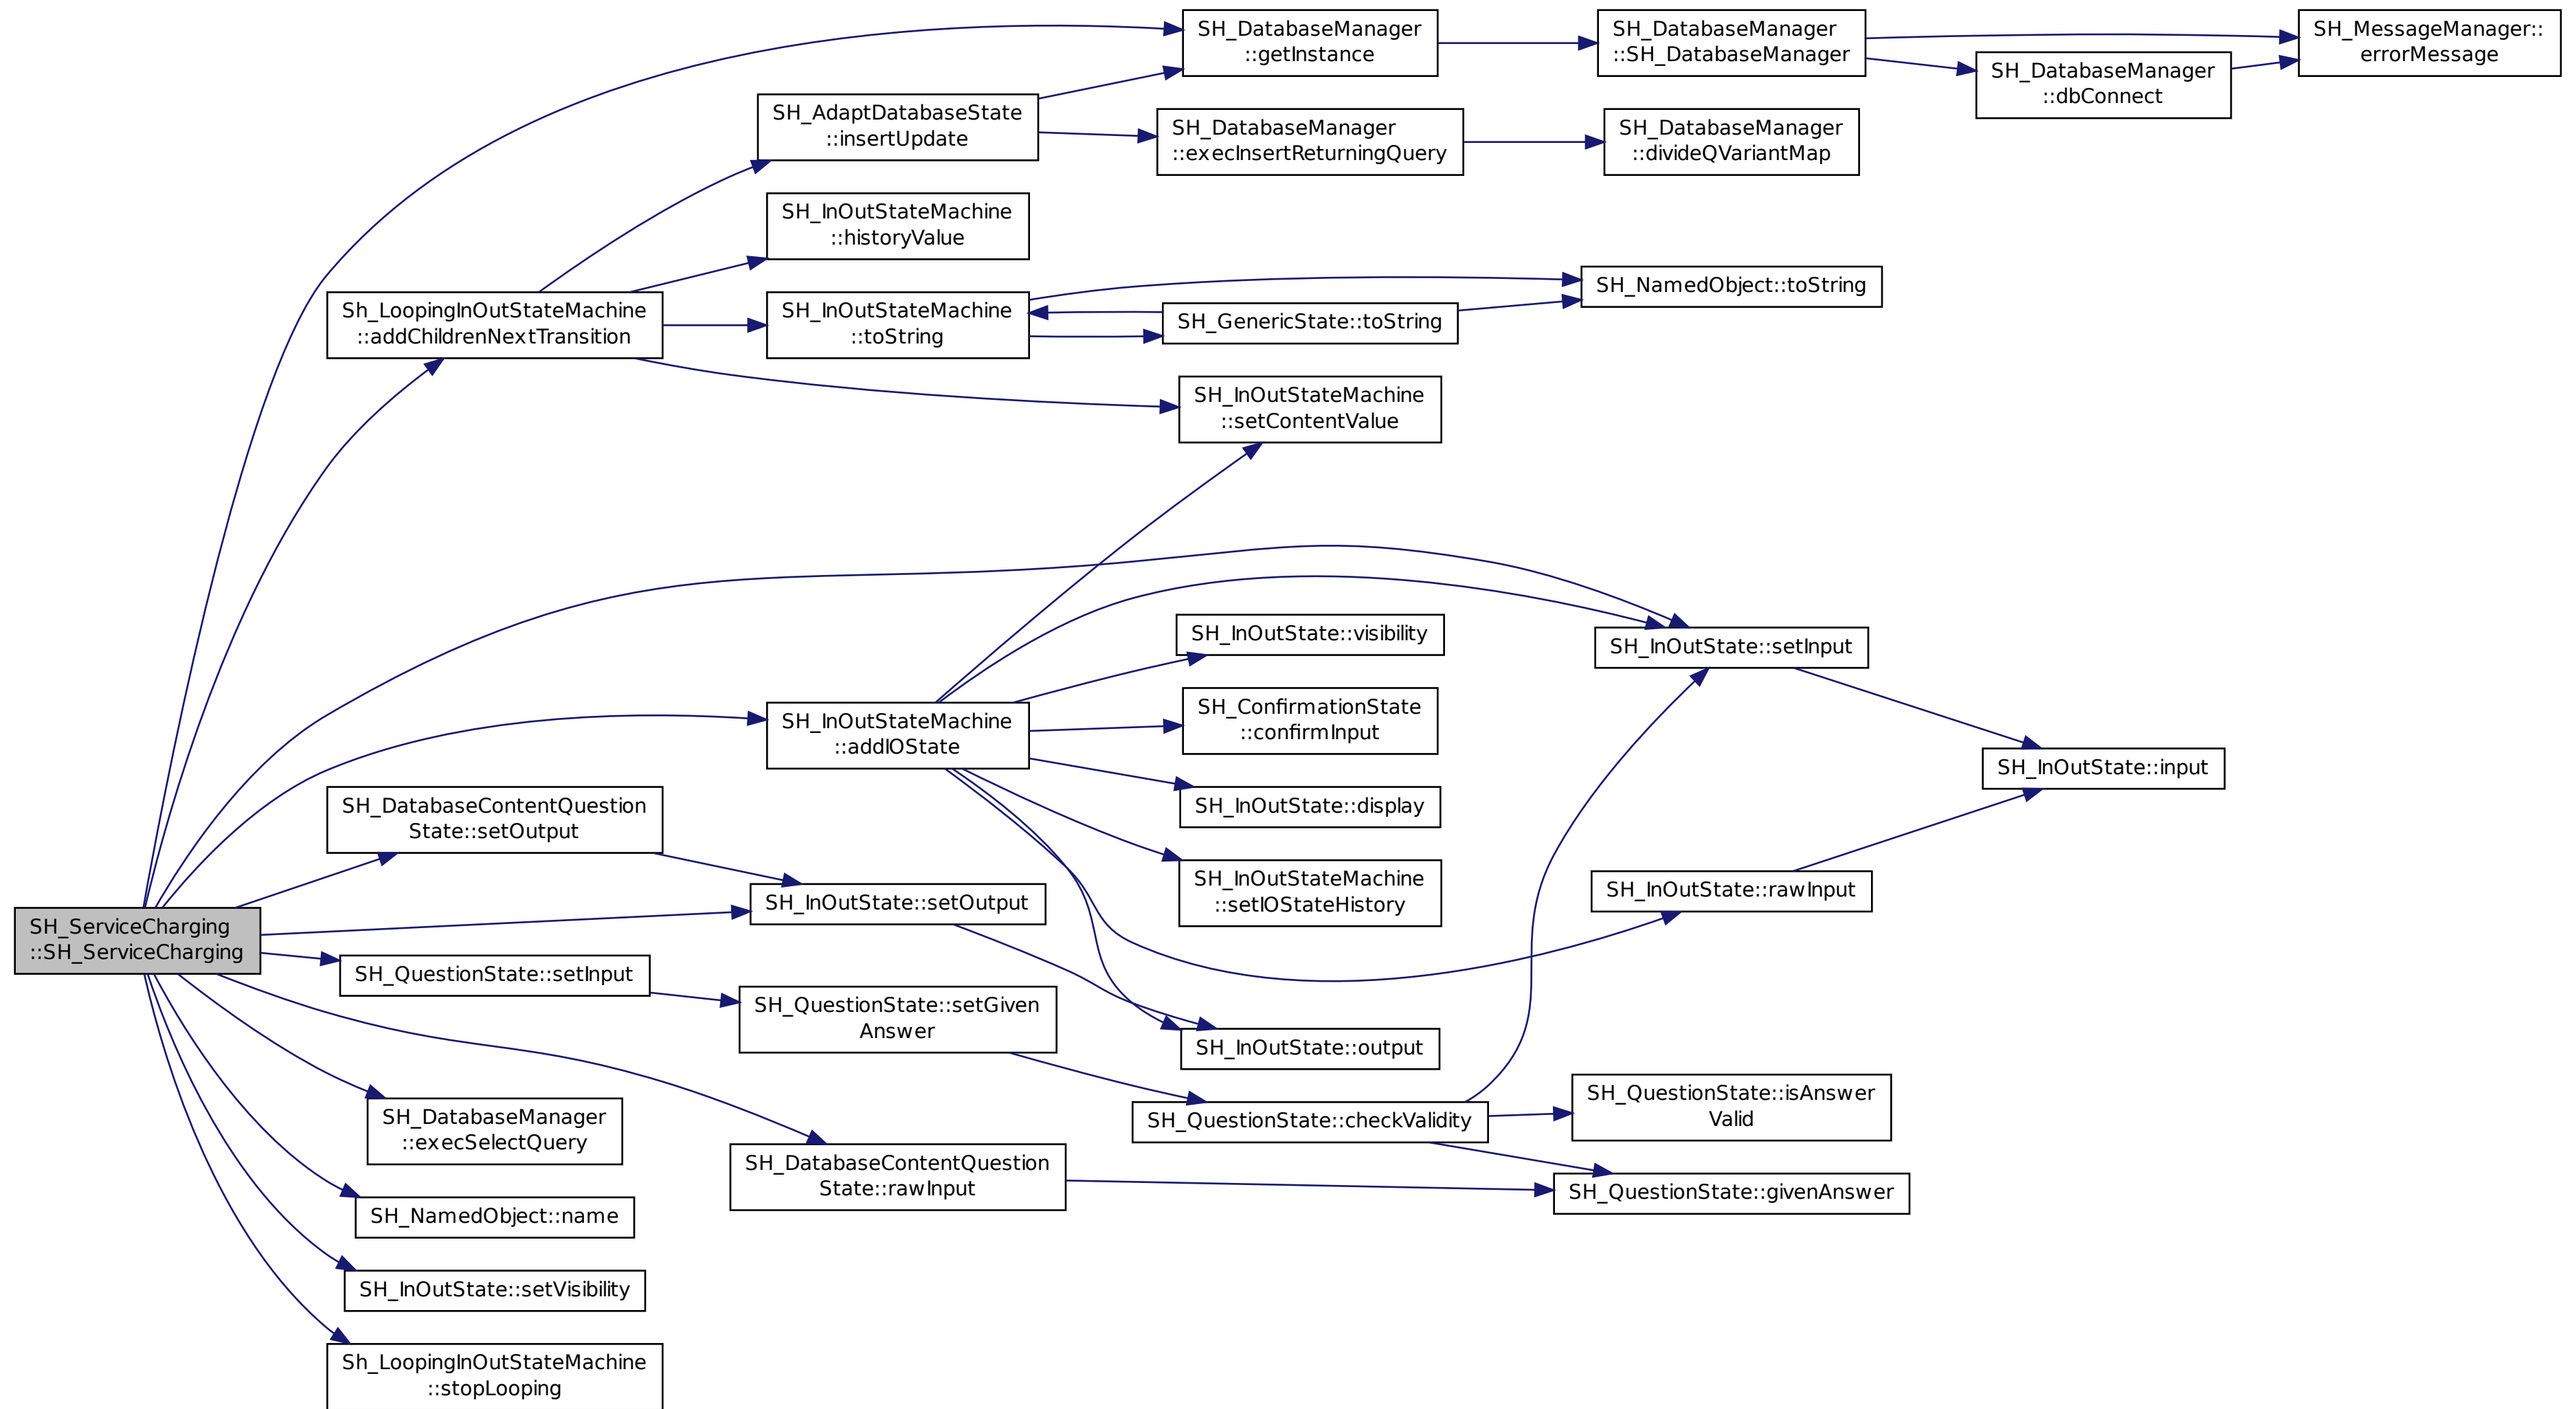 SH_DatabaseManager
::getInstance
SH_DatabaseManager
::SH_DatabaseManager
SH_MessageManager::
errorMessage
SH_DatabaseManager
::dbConnect
SH_AdaptDatabaseState
::insertUpdate
SH_DatabaseManager
::execInsertReturningQuery
SH_DatabaseManager
::divideQVariantMap
SH_InOutStateMachine
::historyValue
Sh_LoopingInOutStateMachine
::addChildrenNextTransition
SH_InOutStateMachine
::toString
SH_GenericState::toString
SH_NamedObject::toString
SH_InOutStateMachine
::setContentValue
SH_InOutState::visibility
SH_InOutState::setInput
SH_InOutStateMachine
::addIOState
SH_ConfirmationState
::confirmInput
SH_InOutState::input
SH_DatabaseContentQuestion
State::setOutput
SH_InOutState::display
SH_InOutState::setOutput
SH_InOutStateMachine
::setIOStateHistory
SH_InOutState::rawInput
SH_ServiceCharging
::SH_ServiceCharging
SH_QuestionState::setInput
SH_QuestionState::setGiven
Answer
SH_InOutState::output
SH_DatabaseManager
::execSelectQuery
SH_QuestionState::checkValidity
SH_QuestionState::isAnswer
Valid
SH_DatabaseContentQuestion
State::rawInput
SH_QuestionState::givenAnswer
SH_NamedObject::name
SH_InOutState::setVisibility
Sh_LoopingInOutStateMachine
::stopLooping